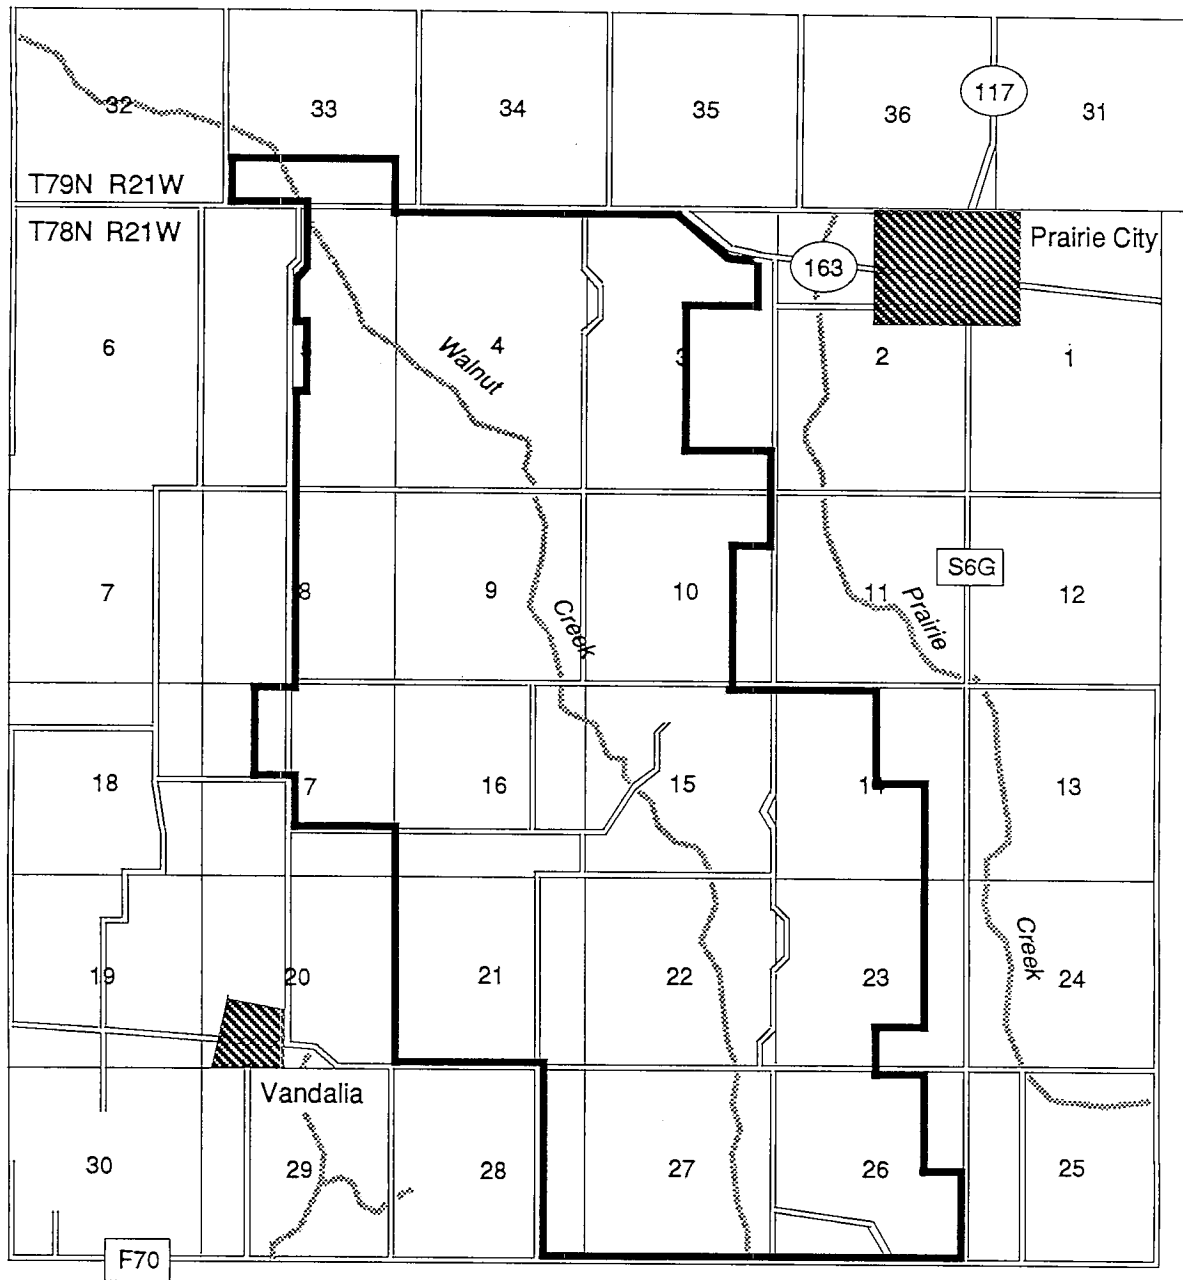 32 33 34 35 36 117 31
T79N R21W
T78N R21W
Prairie City
163
6 4 3 2 1
Walnut
7 8 9 10 11 S6G 12
Creek
Prairie
18 7 16 15 14 13
19 20 21 22 23 24
Creek
Vandalia
30 29 28 27 26 25
F70